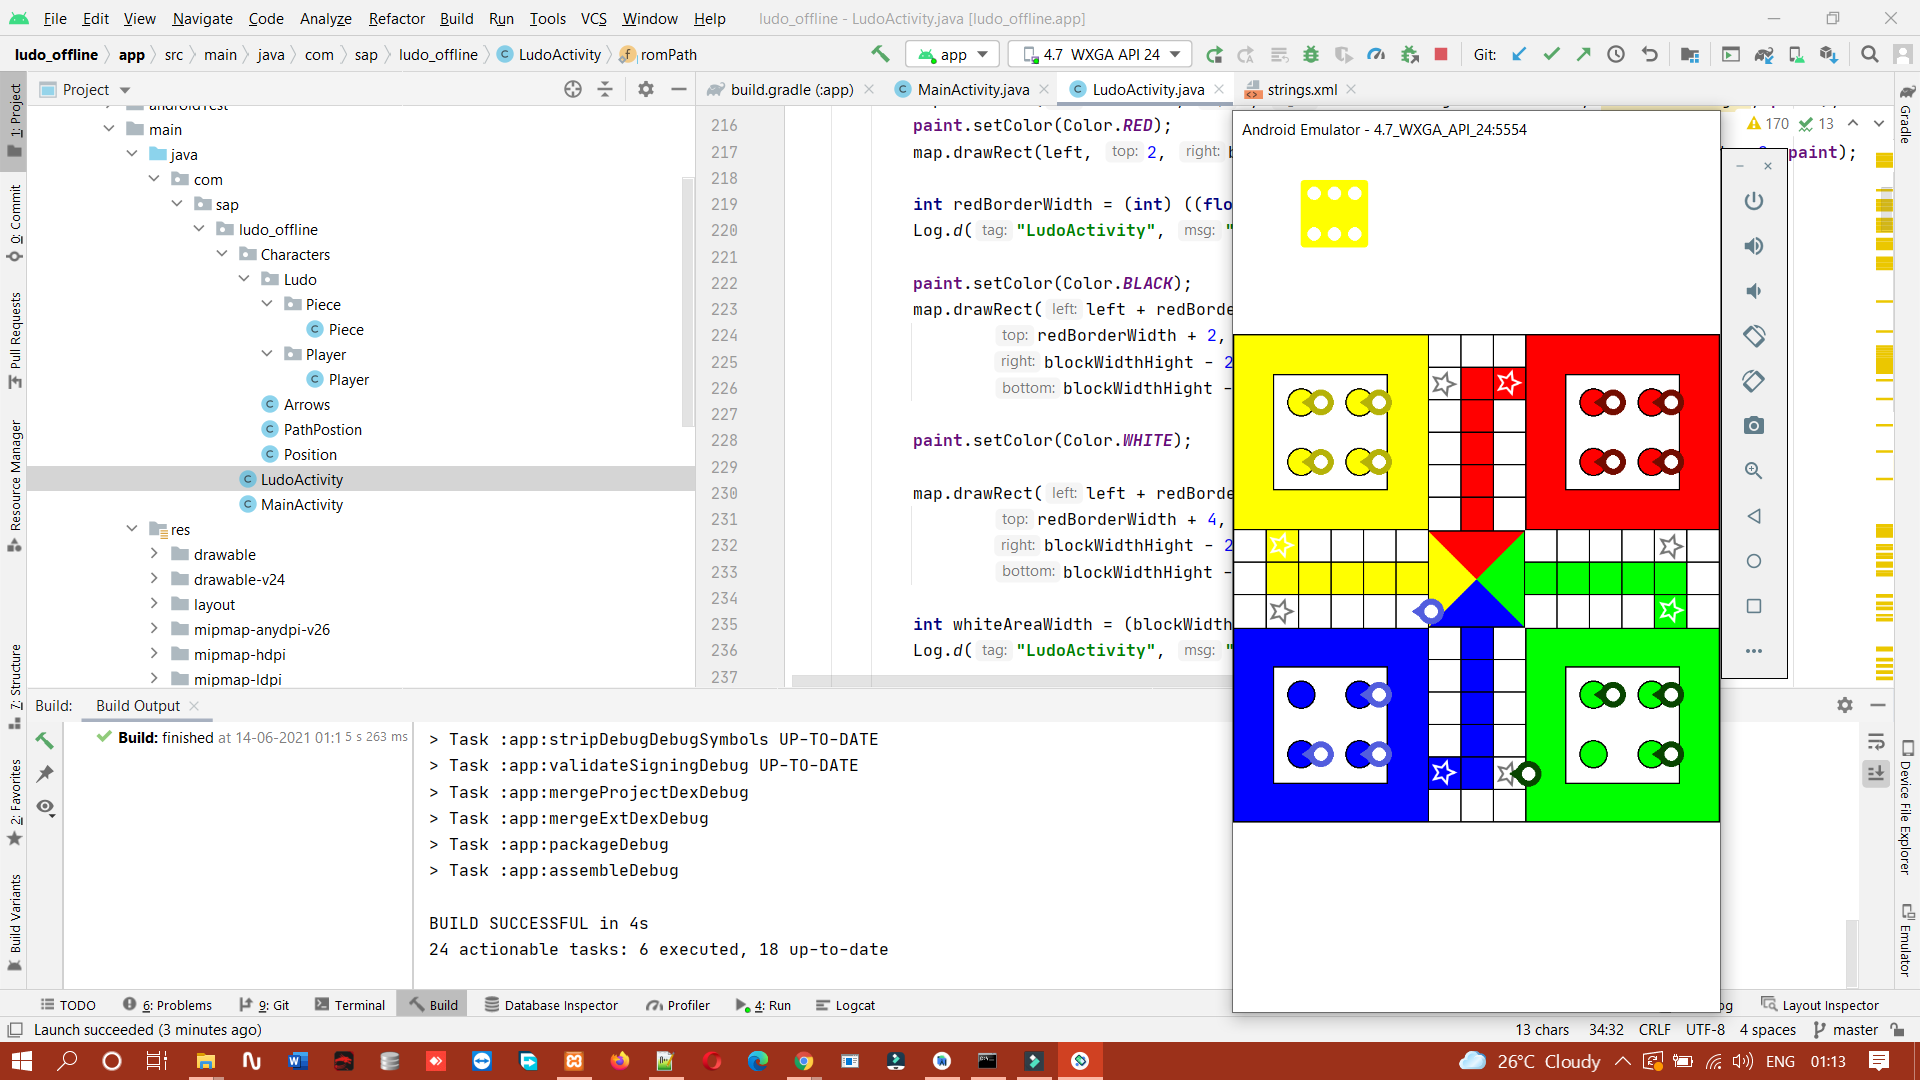 File Edit View Navigate Code Analyze Refactor Build Run Tools VCS Window Help ludo_offline - LudoActivity.java [ludo_offline.app]
ludo_offline app src main java com sap ludo_offline LudoActivity romPath app 4.7 WXGA API 24 Git:
Project build.gradle (:app) MainActivity.java LudoActivity.java strings.xml
1: Project
0: Commit
Pull Requests
Resource Manager
7: Structure
2: Favorites
Build Variants
main
java
com
sap
ludo_offline
Characters
Ludo
Piece
Piece
Player
Player
Arrows
PathPostion
Position
LudoActivity
MainActivity
res
drawable
drawable-v24
layout
mipmap-anydpi-v26
mipmap-hdpi
mipmap-ldpi
216 paint.setColor(Color.RED);
217 map.drawRect(left, top: 2, right: b paint);
218
219 int redBorderWidth = (int) ((flo
220 Log.d( tag: "LudoActivity", msg: "
221
222 paint.setColor(Color.BLACK);
223 map.drawRect( left: left + redBorde
224 top: redBorderWidth + 2,
225 right: blockWidthHight - 2
226 bottom: blockWidthHight -
227
228 paint.setColor(Color.WHITE);
229
230 map.drawRect( left: left + redBorde
231 top: redBorderWidth + 4,
232 right: blockWidthHight - 2
233 bottom: blockWidthHight -
234
235 int whiteAreaWidth = (blockWidth
236 Log.d( tag: "LudoActivity", msg: "
237
170 13
Android Emulator - 4.7_WXGA_API_24:5554
Gradle
Device File Explorer
Emulator
Build: Build Output
Build: finished at 14-06-2021 01:1 5 s 263 ms
> Task :app:stripDebugDebugSymbols UP-TO-DATE
> Task :app:validateSigningDebug UP-TO-DATE
> Task :app:mergeProjectDexDebug
> Task :app:mergeExtDexDebug
> Task :app:packageDebug
> Task :app:assembleDebug
BUILD SUCCESSFUL in 4s
24 actionable tasks: 6 executed, 18 up-to-date
TODO 6: Problems 9: Git Terminal Build Database Inspector Profiler 4: Run Logcat og Layout Inspector
Launch succeeded (3 minutes ago) 13 chars 34:32 CRLF UTF-8 4 spaces master
26°C Cloudy ENG 01:13